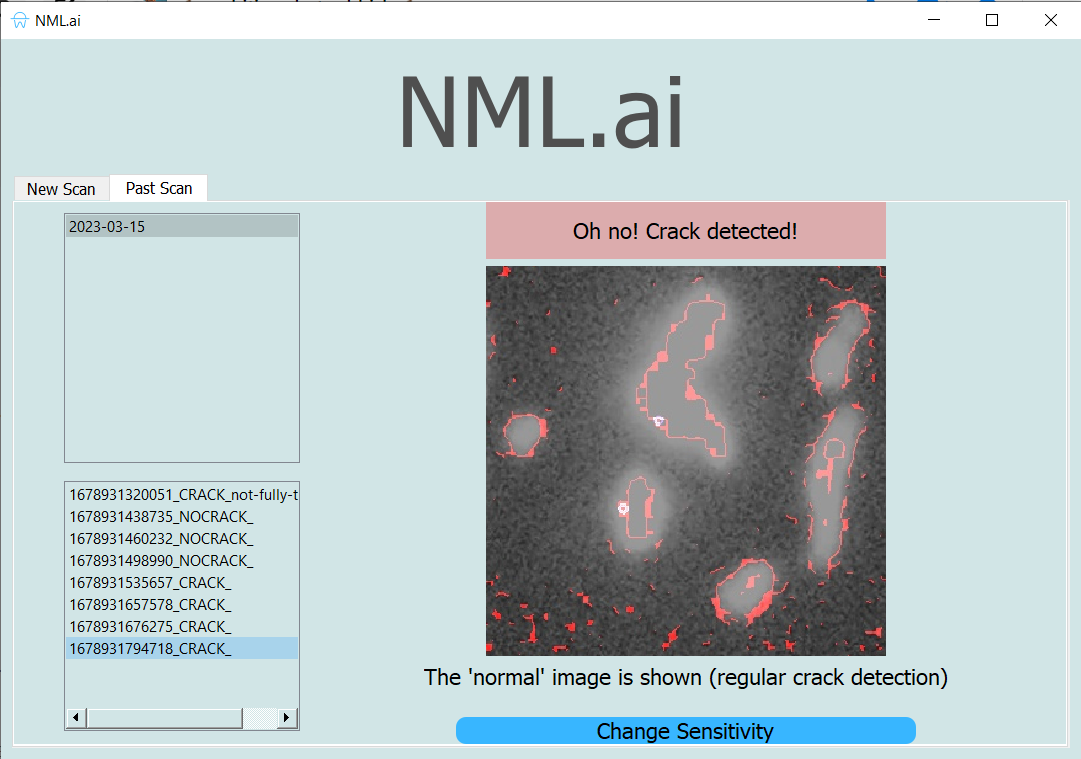 NML.ai
NML.ai
New Scan
Past Scan
2023-03-15
1678931320051_CRACK_not-fully-t
1678931438735_NOCRACK_
1678931460232_NOCRACK_
1678931498990_NOCRACK_
1678931535657_CRACK_
1678931657578_CRACK_
1678931676275_CRACK_
1678931794718_CRACK_
Oh no! Crack detected!
The 'normal' image is shown (regular crack detection)
Change Sensitivity